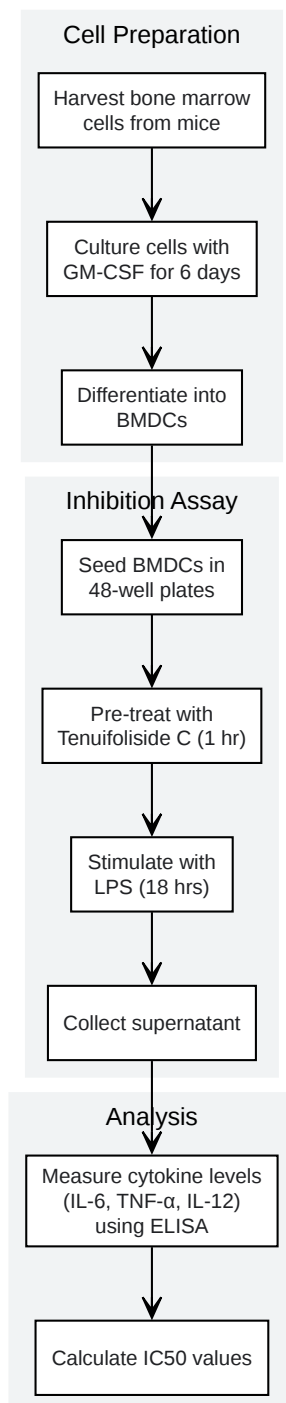 Cell Preparation
Harvest bone marrow
cells from mice
Culture cells with
GM-CSF for 6 days
Differentiate into
BMDCs
Inhibition Assay
Seed BMDCs in
48-well plates
Pre-treat with
Tenuifoliside C (1 hr)
Stimulate with
LPS (18 hrs)
Collect supernatant
Analysis
Measure cytokine levels
(IL-6, TNF-α, IL-12)
using ELISA
Calculate IC50 values